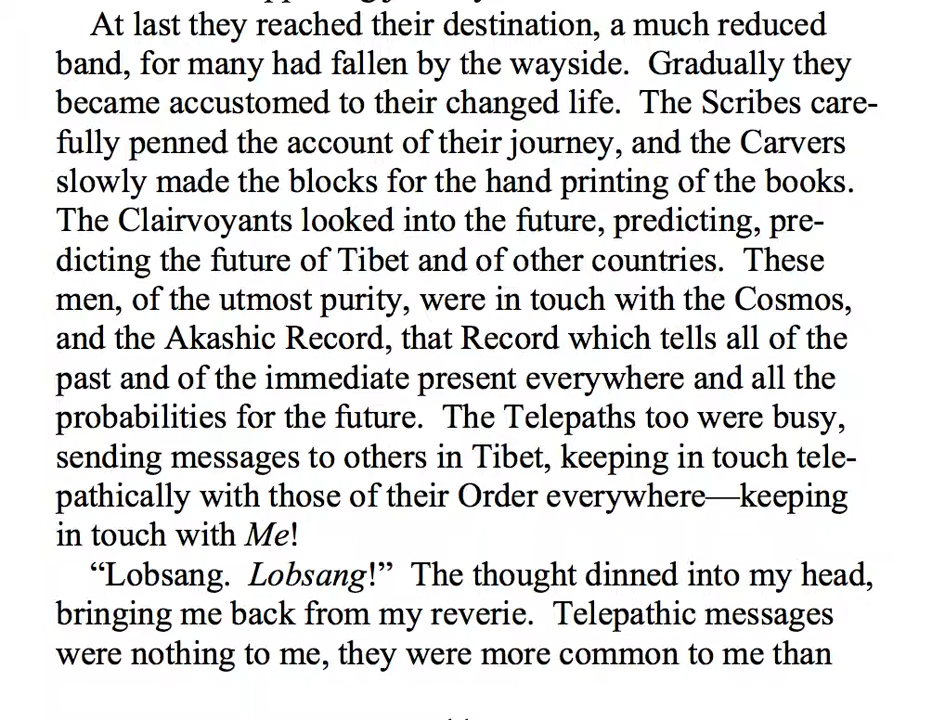 At last they reached their destination, a much reduced
band, for many had fallen by the wayside.  Gradually they
became accustomed to their changed life.  The Scribes care-
fully penned the account of their journey, and the Carvers
slowly made the blocks for the hand printing of the books.
The Clairvoyants looked into the future, predicting, pre-
dicting the future of Tibet and of other countries.  These
men, of the utmost purity, were in touch with the Cosmos,
and the Akashic Record, that Record which tells all of the
past and of the immediate present everywhere and all the
probabilities for the future.  The Telepaths too were busy,
sending messages to others in Tibet, keeping in touch tele-
pathically with those of their Order everywhere—keeping
in touch with Me!
“Lobsang.  Lobsang!”  The thought dinned into my head,
bringing me back from my reverie.  Telepathic messages
were nothing to me, they were more common to me than